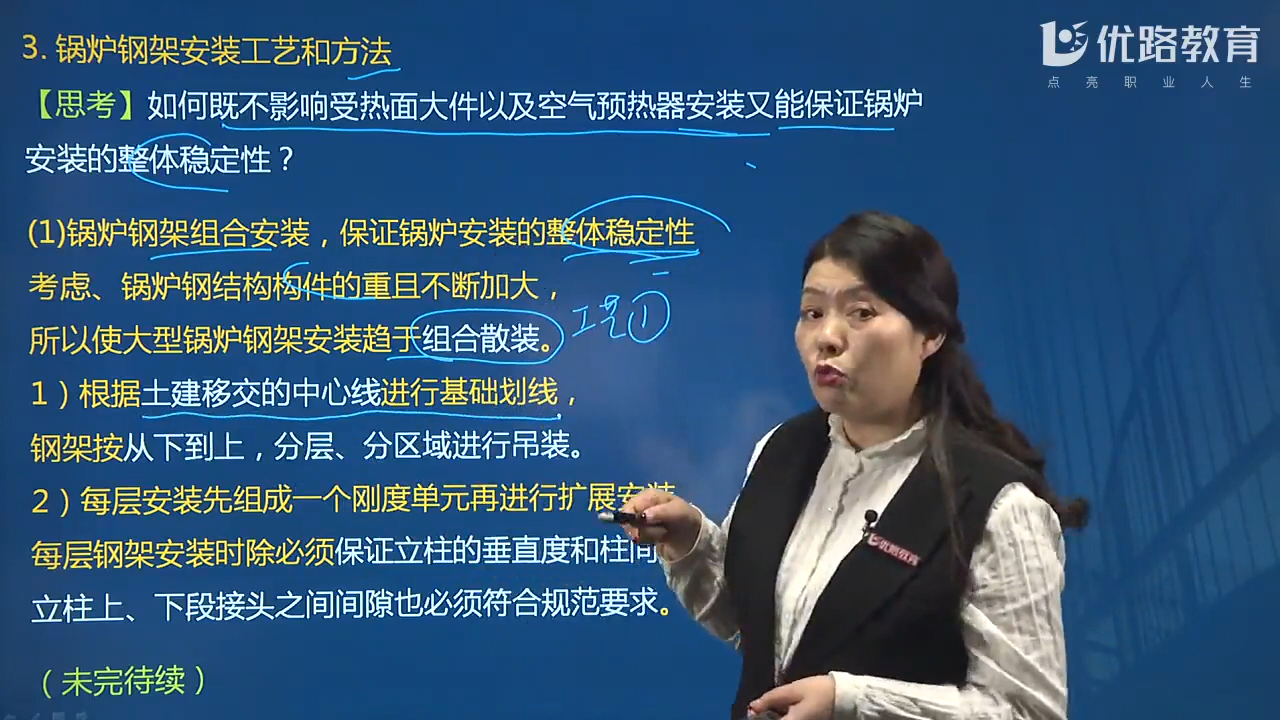 3. 锅炉钢架安装工艺和方法
优路教育
点亮职业人生
【思考】如何既不影响受热面大件以及空气预热器安装又能保证锅炉
安装的整体稳定性？
(1)锅炉钢架组合安装，保证锅炉安装的整体稳定性
考虑、锅炉钢结构构件的重且不断加大，
所以使大型锅炉钢架安装趋于组合散装。
工艺①
1）根据土建移交的中心线进行基础划线，
钢架按从下到上，分层、分区域进行吊装。
2）每层安装先组成一个刚度单元再进行扩展安装，
每层钢架安装时除必须保证立柱的垂直度和柱间
立柱上、下段接头之间间隙也必须符合规范要求。
优路教育
（未完待续）